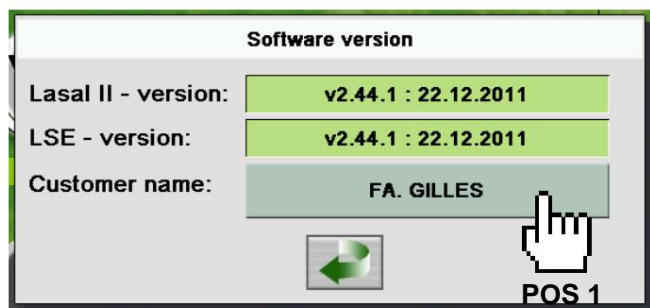 Software version
Lasal II - version: v2.44.1 : 22.12.2011
LSE - version: v2.44.1 : 22.12.2011
Customer name: FA. GILLES
POS 1